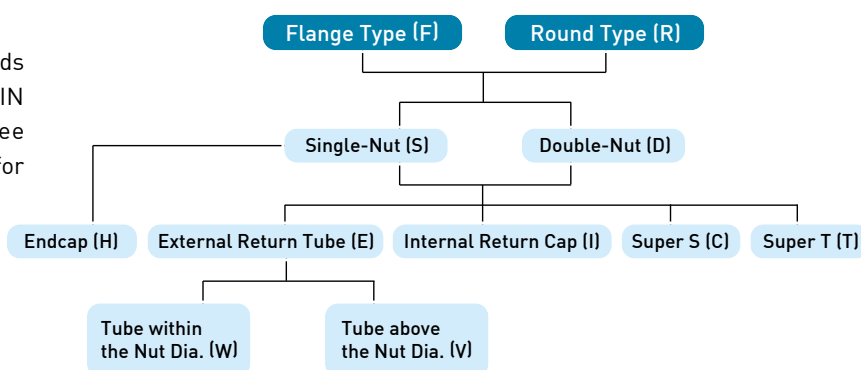 Flange Type (F)
Round Type (R)
ds
IN
ee
for
Single-Nut (S)
Double-Nut (D)
Endcap (H)
External Return Tube (E)
Internal Return Cap (I)
Super S (C)
Super T (T)
Tube within
the Nut Dia. (W)
Tube above
the Nut Dia. (V)